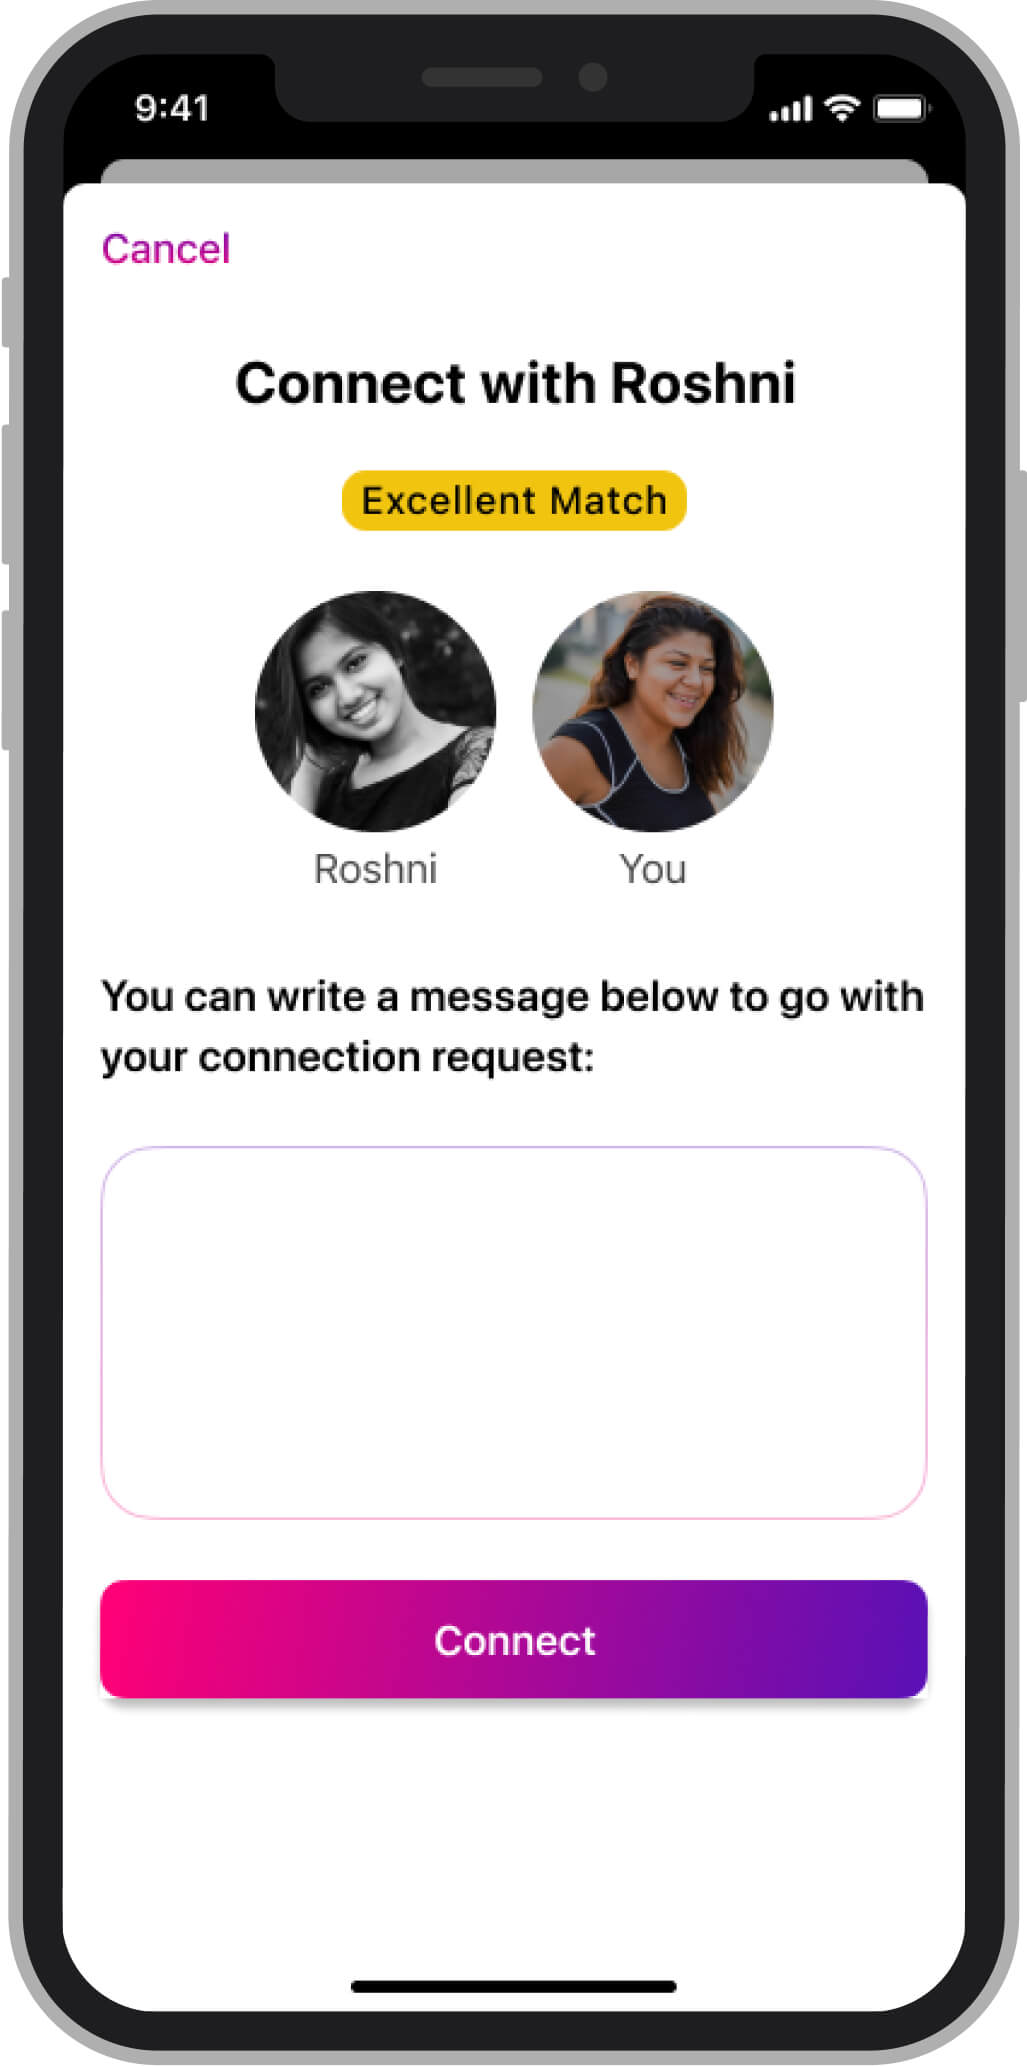 9:41
Cancel
Connect with Roshni
Excellent Match
Roshni
You
You can write a message below to go with
your connection request:
Connect